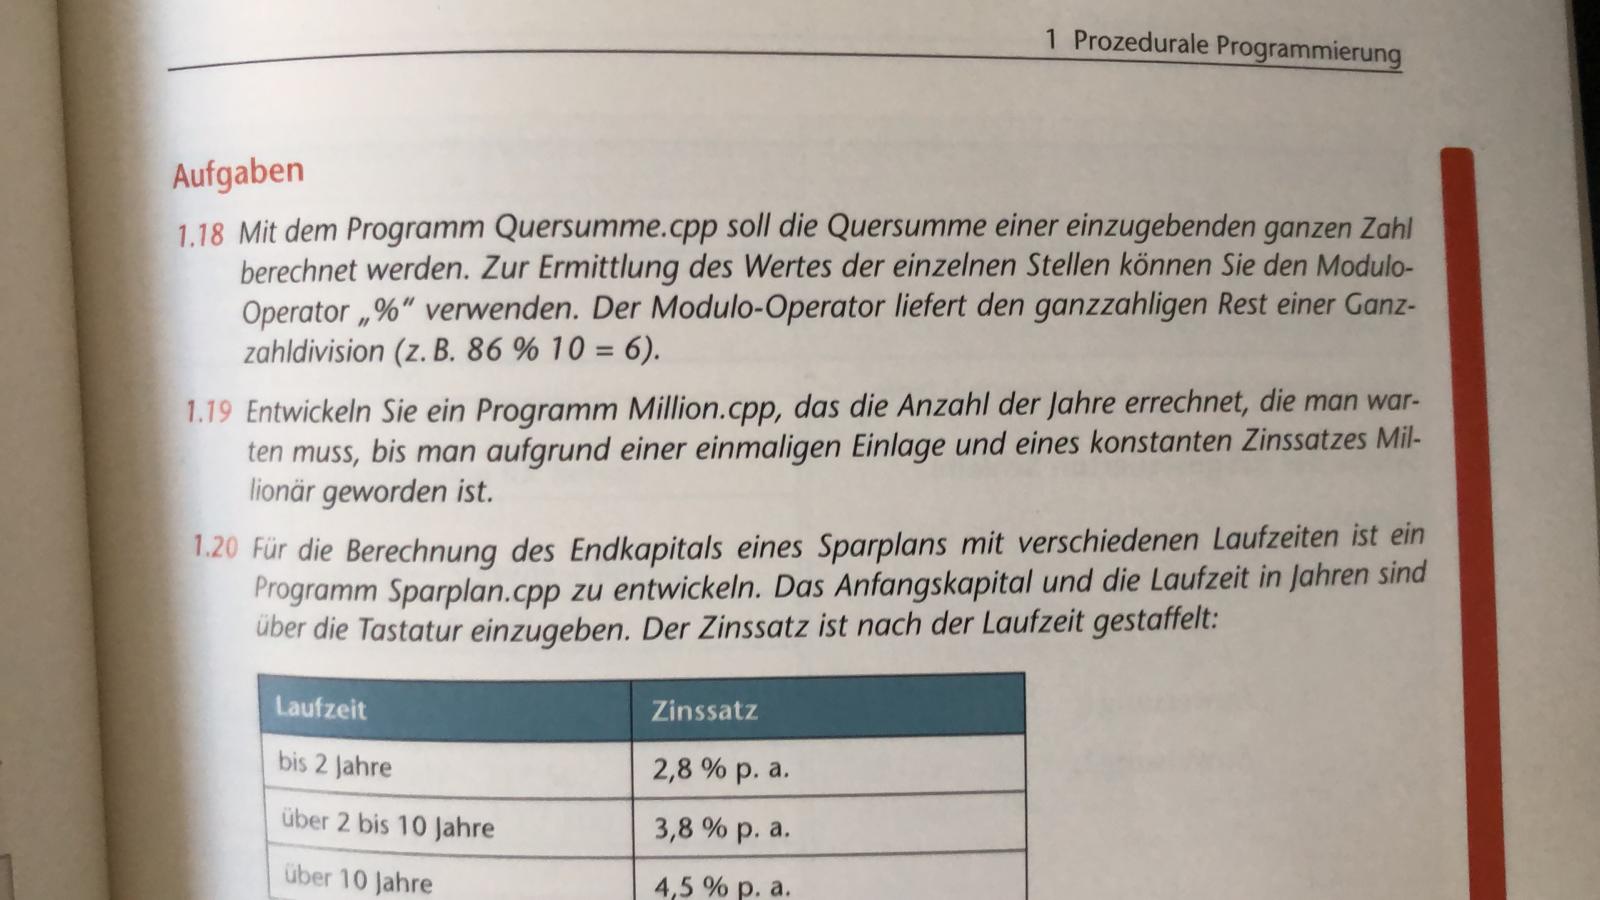 1 Prozedurale Programmierung
Aufgaben
1.18 Mit dem Programm Quersumme.cpp soll die Quersumme einer einzugebenden ganzen Zahl
berechnet werden. Zur Ermittlung des Wertes der einzelnen Stellen können Sie den Modulo-
Operator „%“ verwenden. Der Modulo-Operator liefert den ganzzahligen Rest einer Ganz-
zahldivision (z. B. 86 % 10 = 6).
1.19 Entwickeln Sie ein Programm Million.cpp, das die Anzahl der Jahre errechnet, die man war-
ten muss, bis man aufgrund einer einmaligen Einlage und eines konstanten Zinssatzes Mil-
lionär geworden ist.
1.20 Für die Berechnung des Endkapitals eines Sparplans mit verschiedenen Laufzeiten ist ein
Programm Sparplan.cpp zu entwickeln. Das Anfangskapital und die Laufzeit in Jahren sind
über die Tastatur einzugeben. Der Zinssatz ist nach der Laufzeit gestaffelt:
Laufzeit Zinssatz
bis 2 Jahre 2,8 % p. a.
über 2 bis 10 Jahre 3,8 % p. a.
über 10 Jahre 4,5 % p. a.